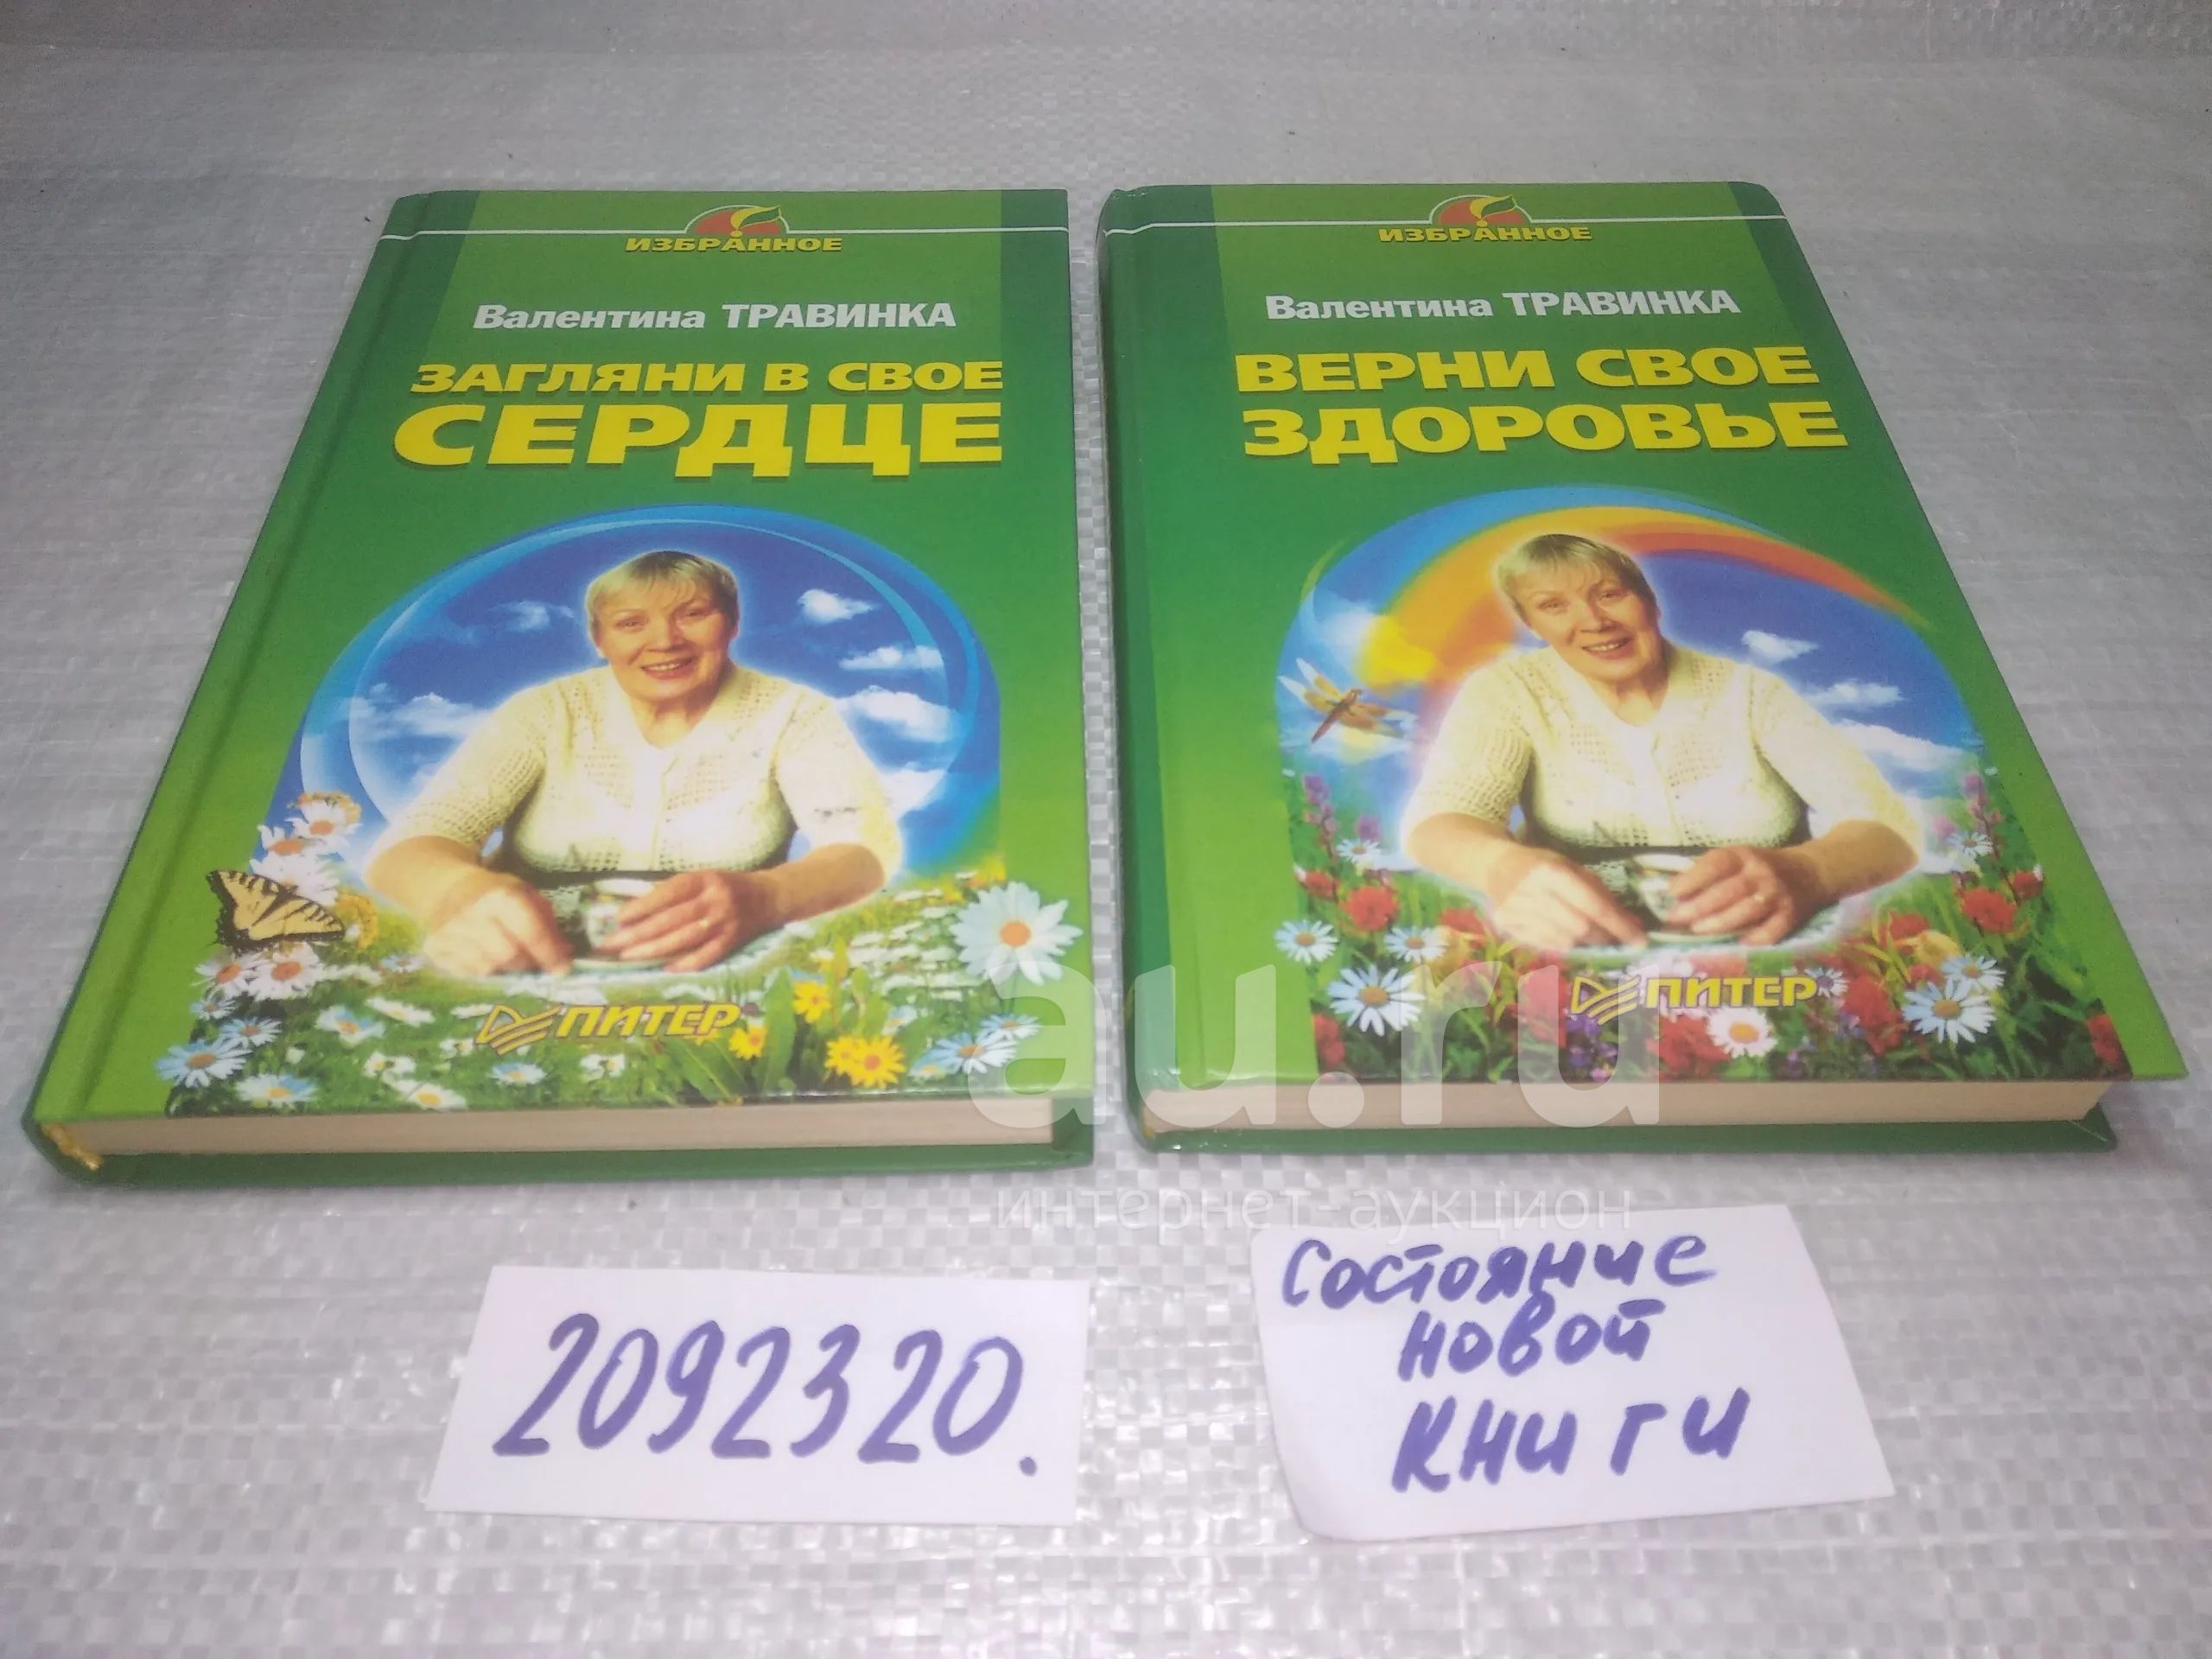 ИЗБРАННОЕ
Валентина ТРАВИНКА
ЗАГЛЯНИ В СВОЕ
СЕРДЦЕ
ПИТЕР
ИЗБРАННОЕ
Валентина ТРАВИНКА
ВЕРНИ СВОЕ
ЗДОРОВЬЕ
ПИТЕР
au.ru
интернет-аукцион
2092320.
Состояние
новой
книги